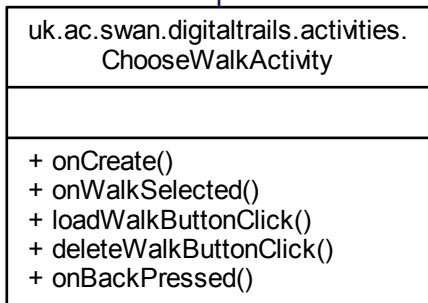 uk.ac.swan.digitaltrails.activities.
ChooseWalkActivity
+ onCreate()
+ onWalkSelected()
+ loadWalkButtonClick()
+ deleteWalkButtonClick()
+ onBackPressed()